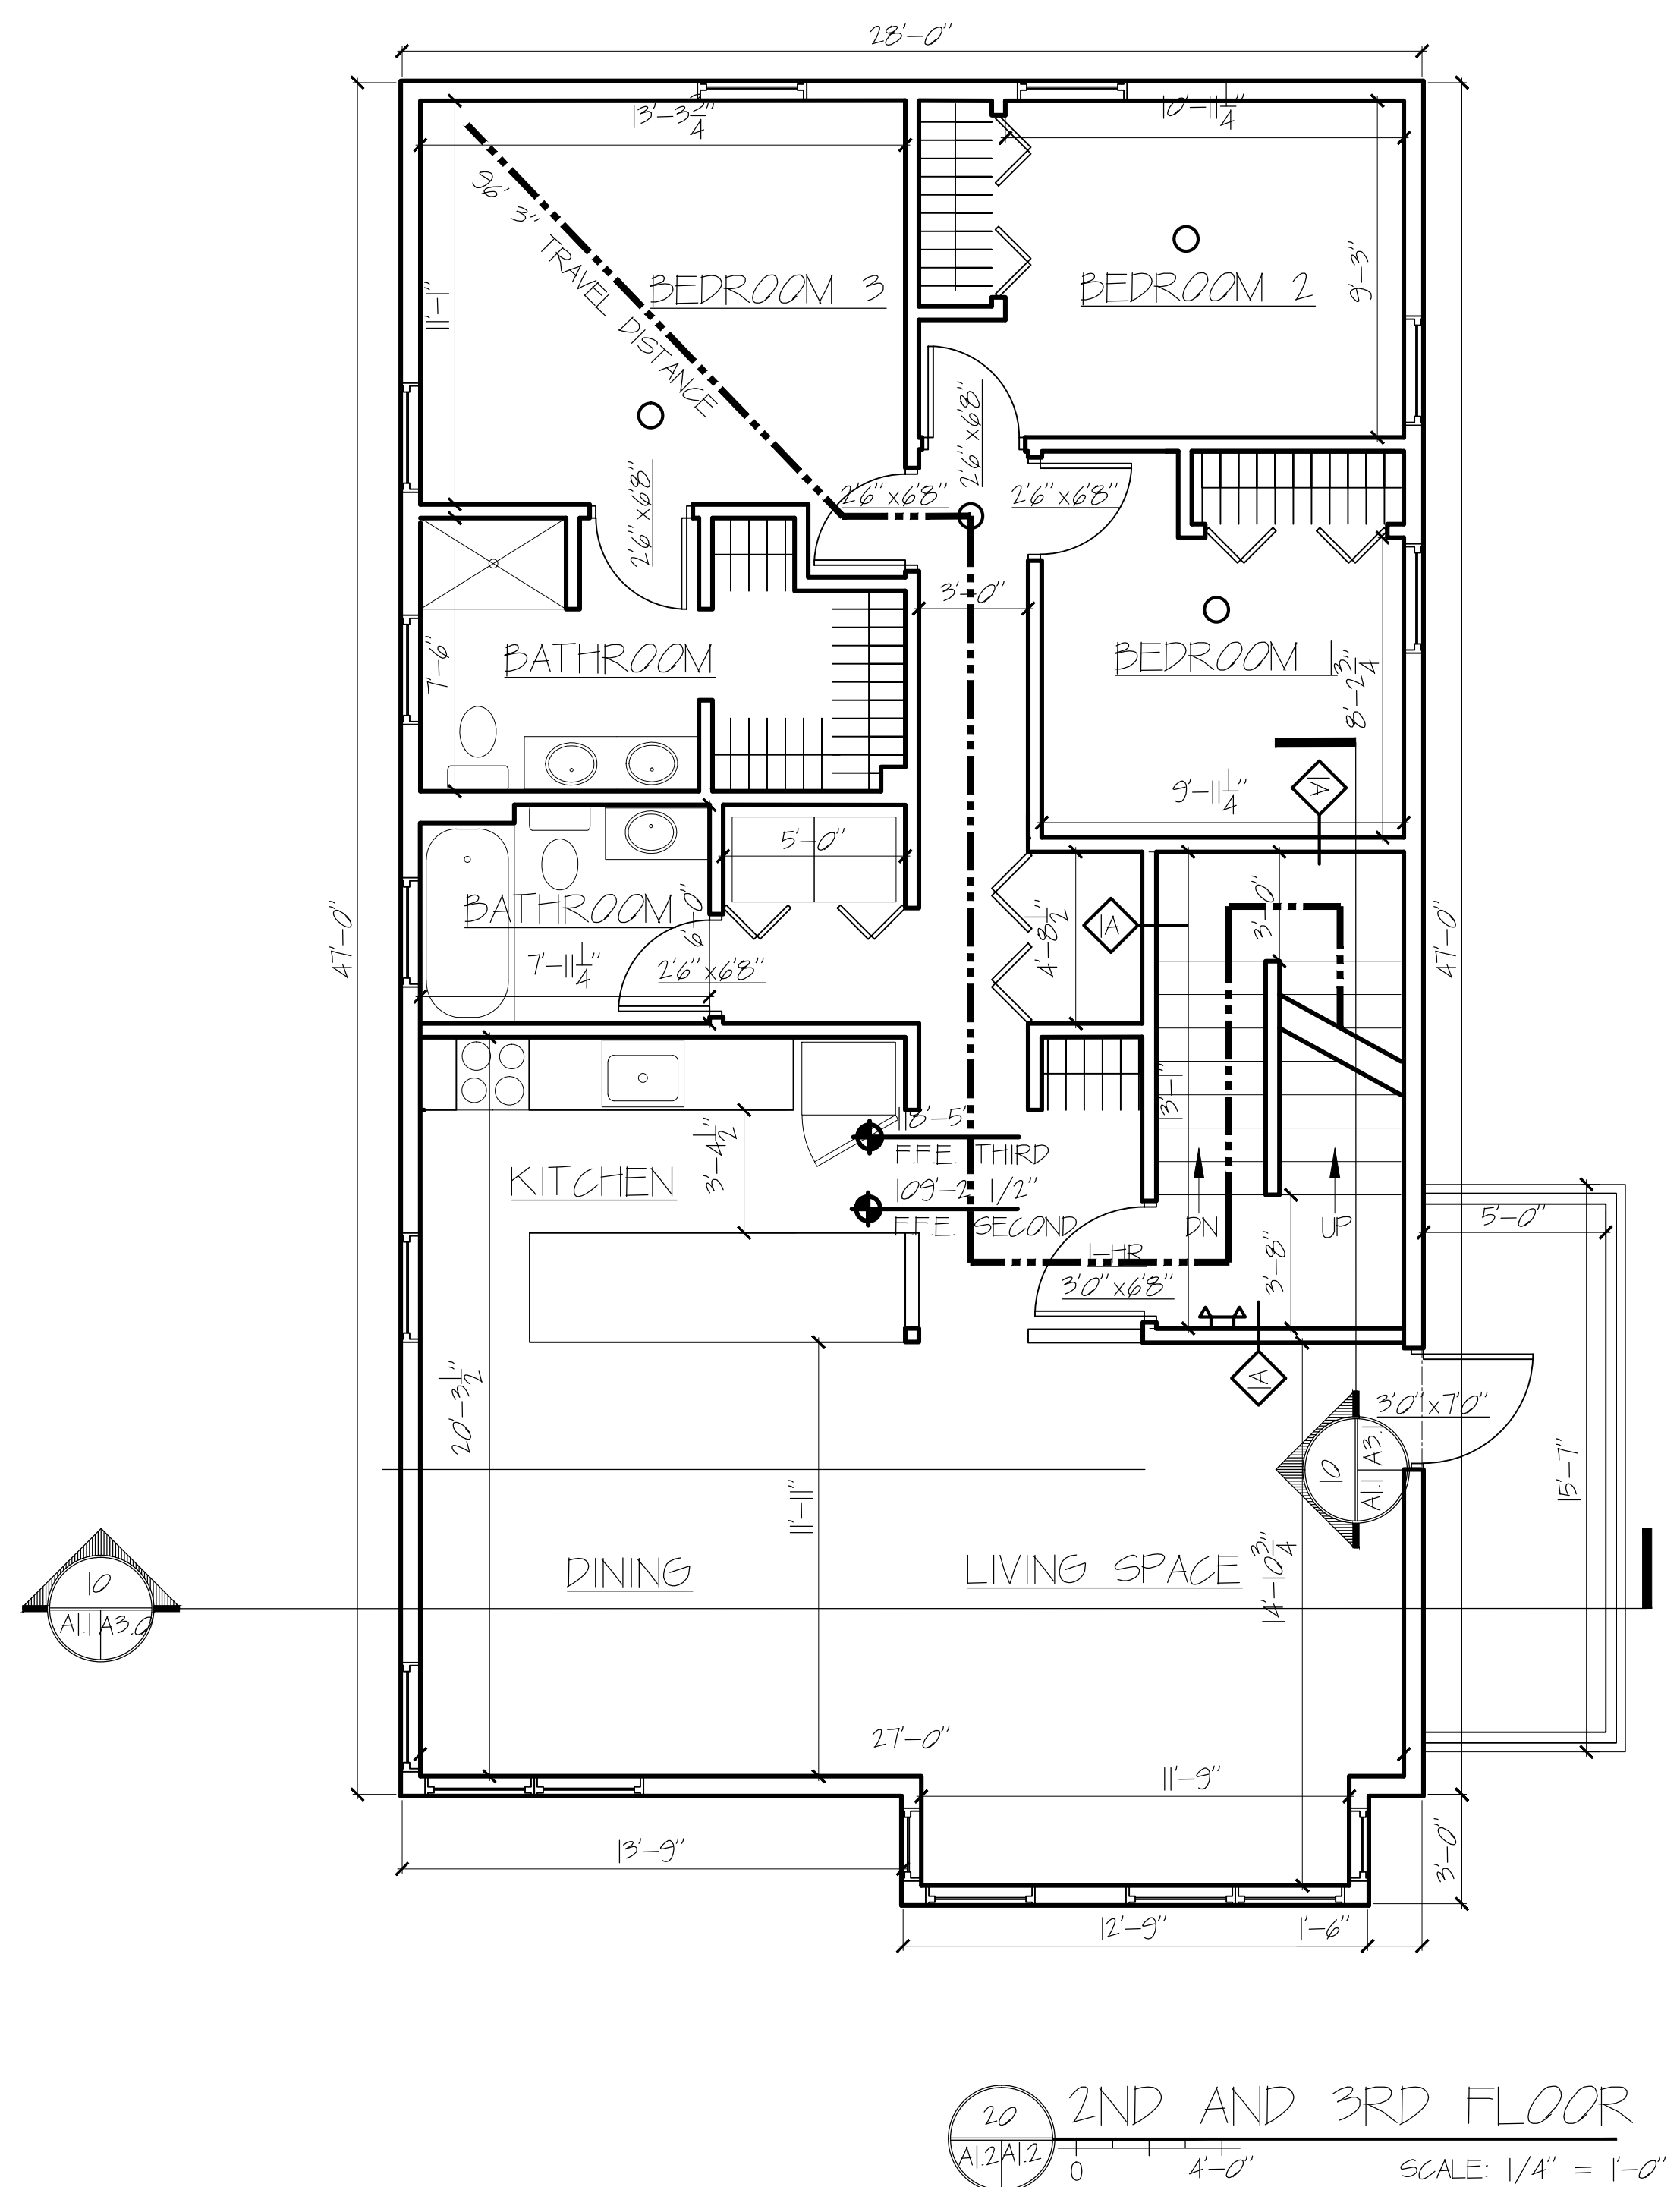 28'-0"
13'-3 3/4"
10'-11 1/4"
96' 3" TRAVEL DISTANCE
BEDROOM 3
BEDROOM 2
11'-1"
9'-3"
2'6"x6'8"
2'6"x6'8"
2'6"x6'8"
2'6"x6'8"
3'-0"
BATHROOM
BEDROOM 1
7'-6"
8'-2 3/4"
9'-11 1/4"
1A
5'-0"
BATHROOM
6'-0"
7'-11 1/4"
2'6"x6'8"
4'-8 1/2"
1A
3'-0"
47'-0"
47'-0"
3'-4 1/2"
118'-5"
F.F.E. THIRD
KITCHEN
109'-2 1/2"
F.F.E. SECOND
DN
UP
5'-0"
1-HR
3'0"x6'8"
3'-8"
1A
20'-3 1/2"
3'0"x7'0"
10
A1.1 A3.1
11'-11"
15'-7"
DINING
LIVING SPACE
14'-10 3/4"
10
A1.1 A3.0
27'-0"
11'-9"
13'-9"
3'-0"
12'-9"
1'-6"
20
A1.2 A1.2
2ND AND 3RD FLOOR
0
4'-0"
SCALE: 1/4" = 1'-0"